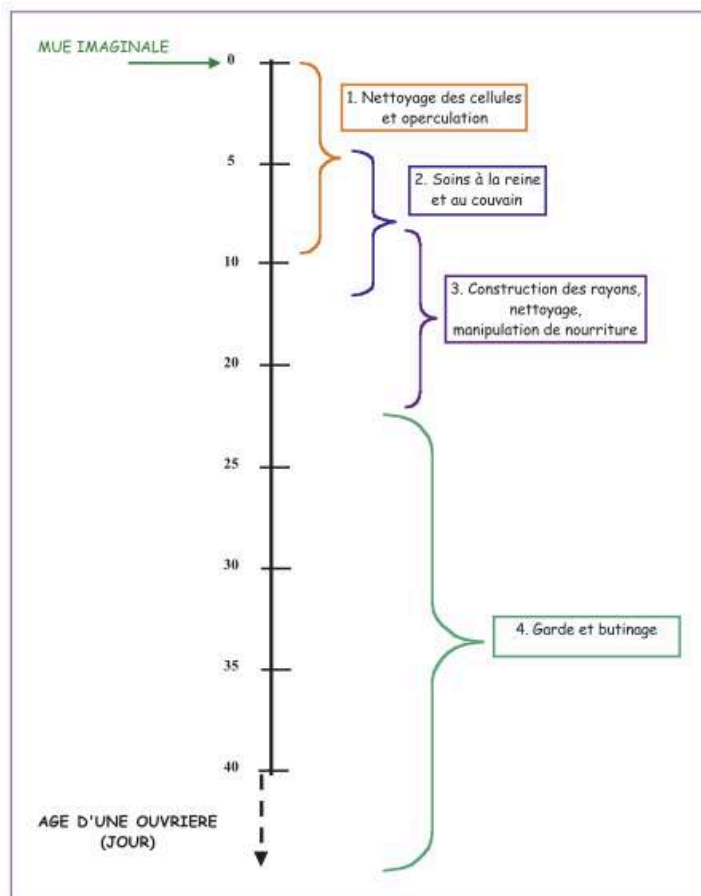 MUE IMAGINALE
0
1. Nettoyage des cellules
et operculation
5
2. Soins à la reine
et au couvain
10
3. Construction des rayons,
nettoyage,
manipulation de nourriture
20
25
30
4. Garde et butinage
35
40
AGE D'UNE OUVRIERE
(JOUR)